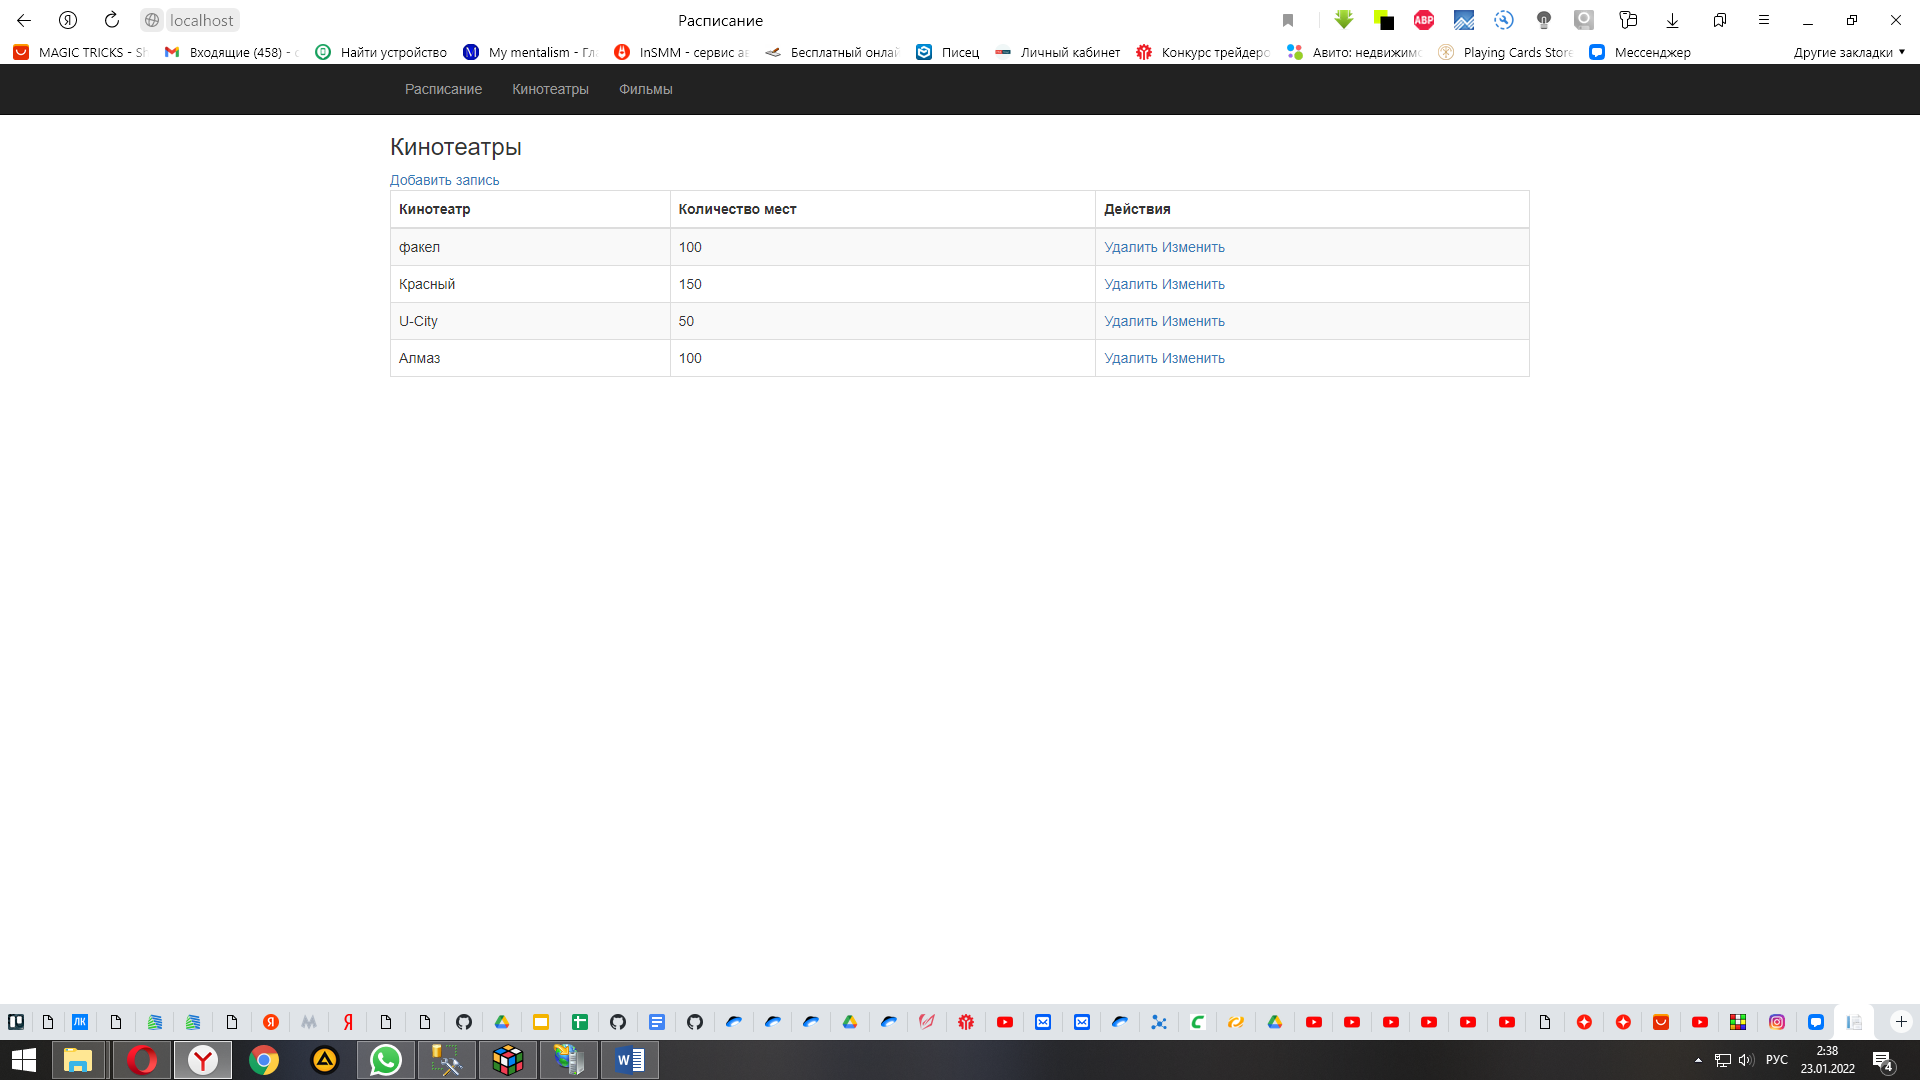 localhost
Расписание
MAGIC TRICKS - Sh
Входящие (458) - c
Найти устройство
My mentalism - Гла
InSMM - сервис ав
Бесплатный онлай
Писец
Личный кабинет
Конкурс трейдеро
Авито: недвижимо
Playing Cards Store
Мессенджер
Другие закладки
Расписание Кинотеатры Фильмы
Кинотеатры
Добавить запись
Кинотеатр Количество мест Действия
факел 100 Удалить Изменить
Красный 150 Удалить Изменить
U-City 50 Удалить Изменить
Алмаз 100 Удалить Изменить
РУС
2:38
23.01.2022
4